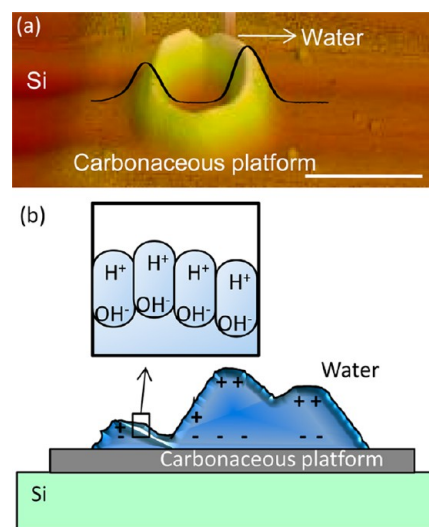 (a)
Water
Si
Carbonaceous platform
(b)
H⁺ H⁺ H⁺ H⁺
OH⁻ OH⁻ OH⁻ OH⁻
Water
+ + + + + + +
- - - - - -
Carbonaceous platform
Si